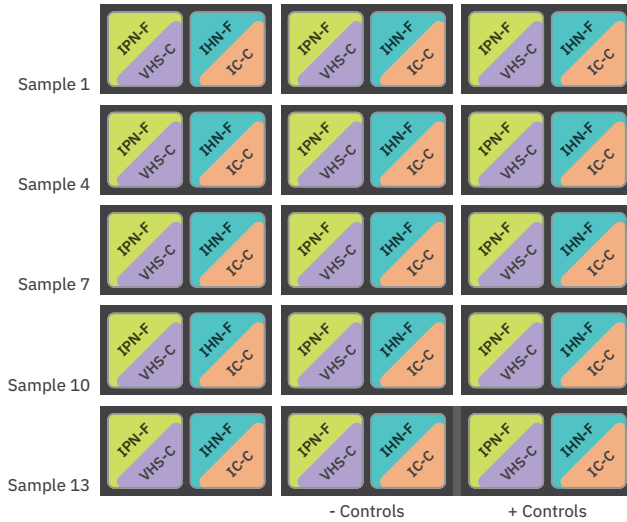 IPN-F VHS-C IHN-F IC-C IPN-F VHS-C IHN-F IC-C IPN-F VHS-C IHN-F IC-C
Sample 1
IPN-F VHS-C IHN-F IC-C IPN-F VHS-C IHN-F IC-C IPN-F VHS-C IHN-F IC-C
Sample 4
IPN-F VHS-C IHN-F IC-C IPN-F VHS-C IHN-F IC-C IPN-F VHS-C IHN-F IC-C
Sample 7
IPN-F VHS-C IHN-F IC-C IPN-F VHS-C IHN-F IC-C IPN-F VHS-C IHN-F IC-C
Sample 10
IPN-F VHS-C IHN-F IC-C IPN-F VHS-C IHN-F IC-C IPN-F VHS-C IHN-F IC-C
Sample 13
- Controls + Controls